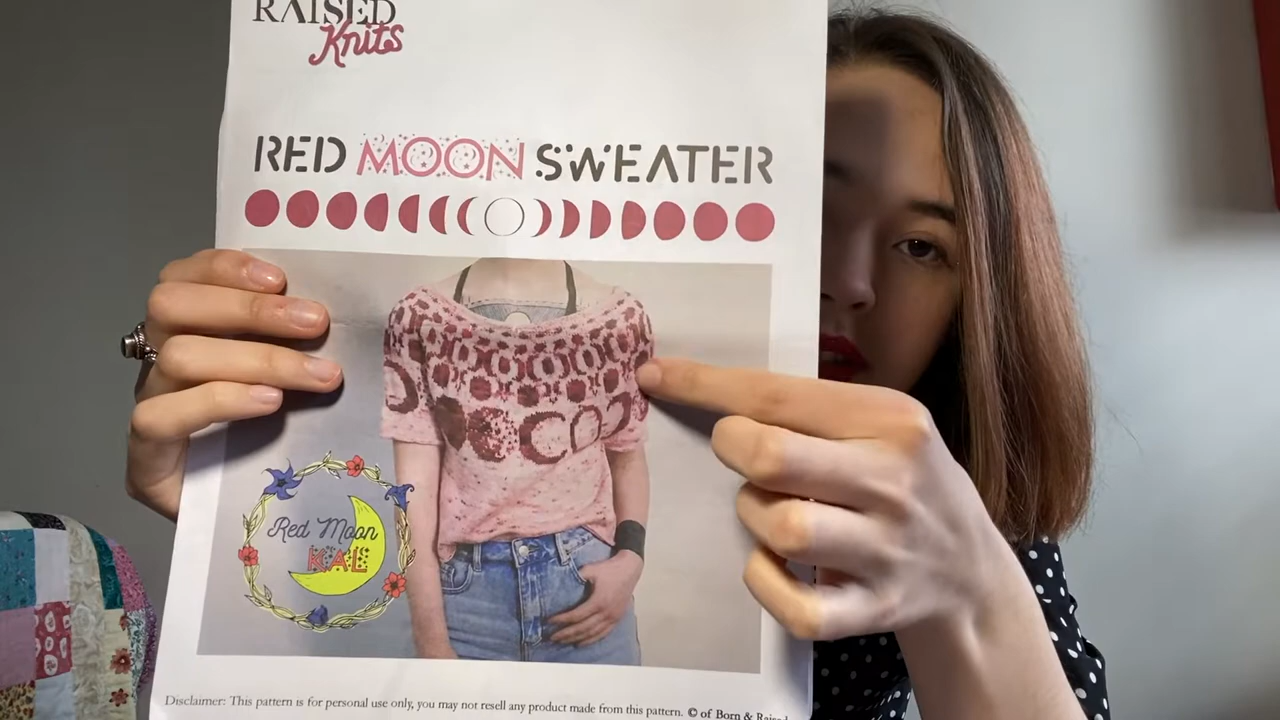 RAISED
Knits
RED MOON SWEATER
Red Moon
KAL
Disclaimer: This pattern is for personal use only, you may not resell any product made from this pattern. © of Born & Raised